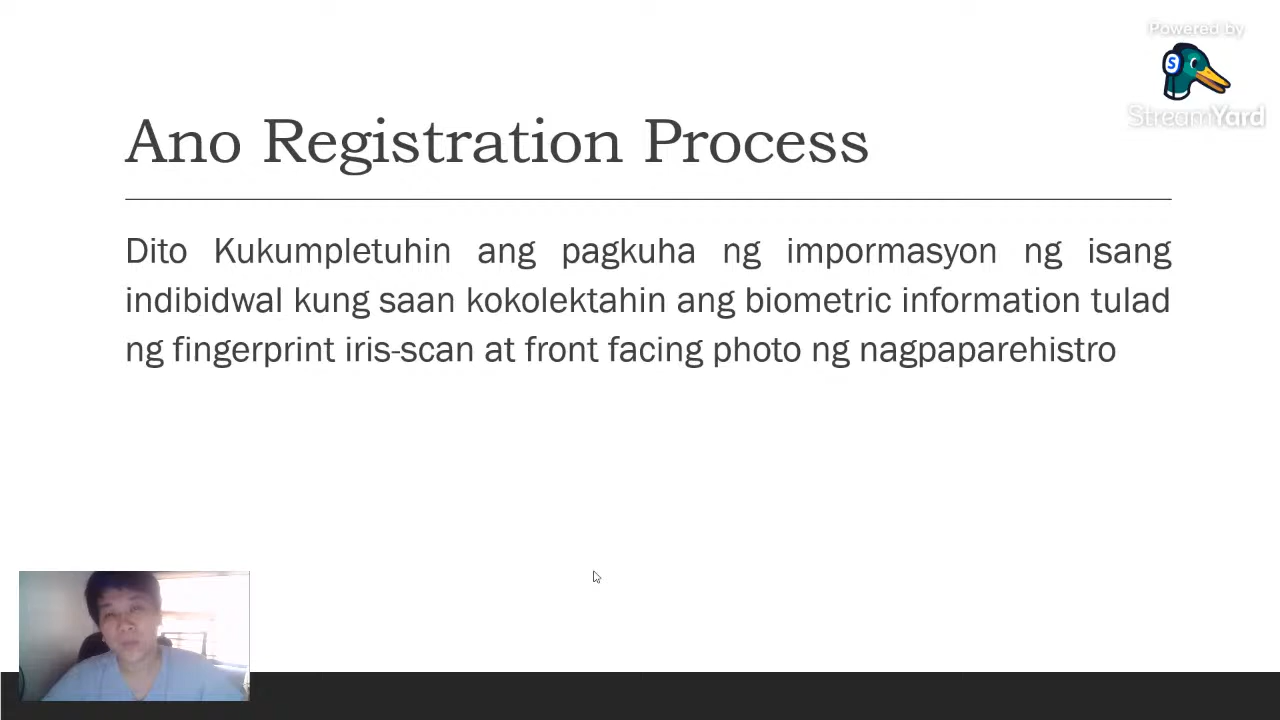 Powered by
StreamYard
Ano Registration Process
Dito Kukumpletuhin ang pagkuha ng impormasyon ng isang
indibidwal kung saan kokolektahin ang biometric information tulad
ng fingerprint iris-scan at front facing photo ng nagpaparehistro